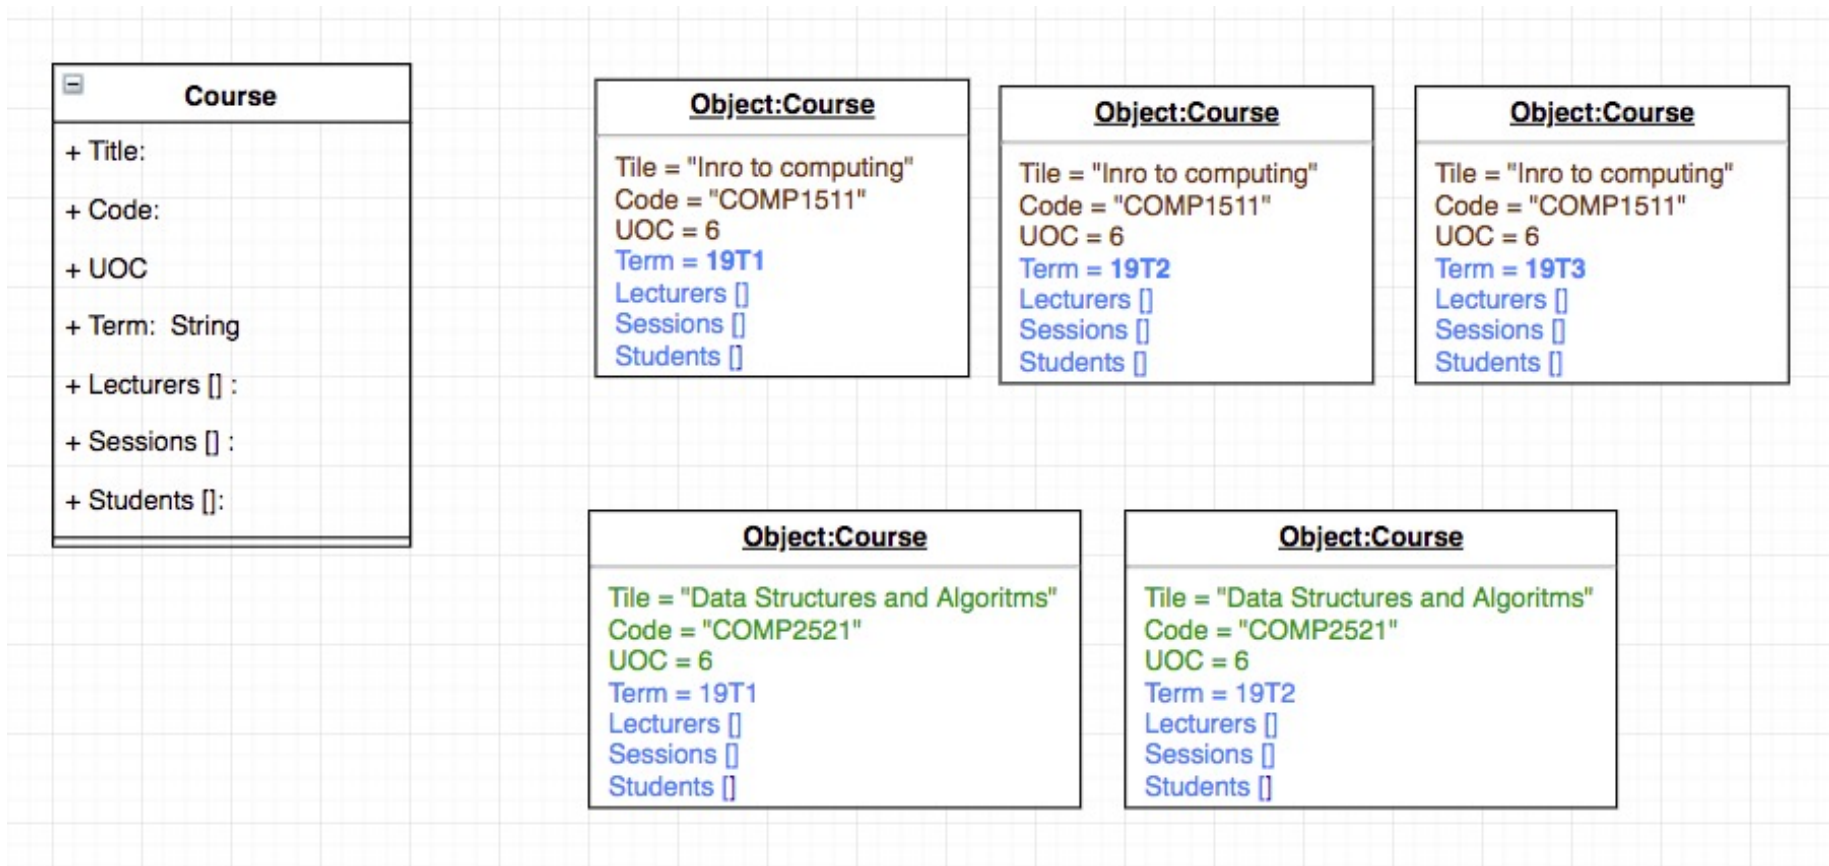 Course
+ Title:
+ Code:
+ UOC
+ Term:  String
+ Lecturers [] :
+ Sessions [] :
+ Students []:
Object:Course
Tile = "Inro to computing"
Code = "COMP1511"
UOC = 6
Term = 19T1
Lecturers []
Sessions []
Students []
Object:Course
Tile = "Inro to computing"
Code = "COMP1511"
UOC = 6
Term = 19T2
Lecturers []
Sessions []
Students []
Object:Course
Tile = "Inro to computing"
Code = "COMP1511"
UOC = 6
Term = 19T3
Lecturers []
Sessions []
Students []
Object:Course
Tile = "Data Structures and Algoritms"
Code = "COMP2521"
UOC = 6
Term = 19T1
Lecturers []
Sessions []
Students []
Object:Course
Tile = "Data Structures and Algoritms"
Code = "COMP2521"
UOC = 6
Term = 19T2
Lecturers []
Sessions []
Students []